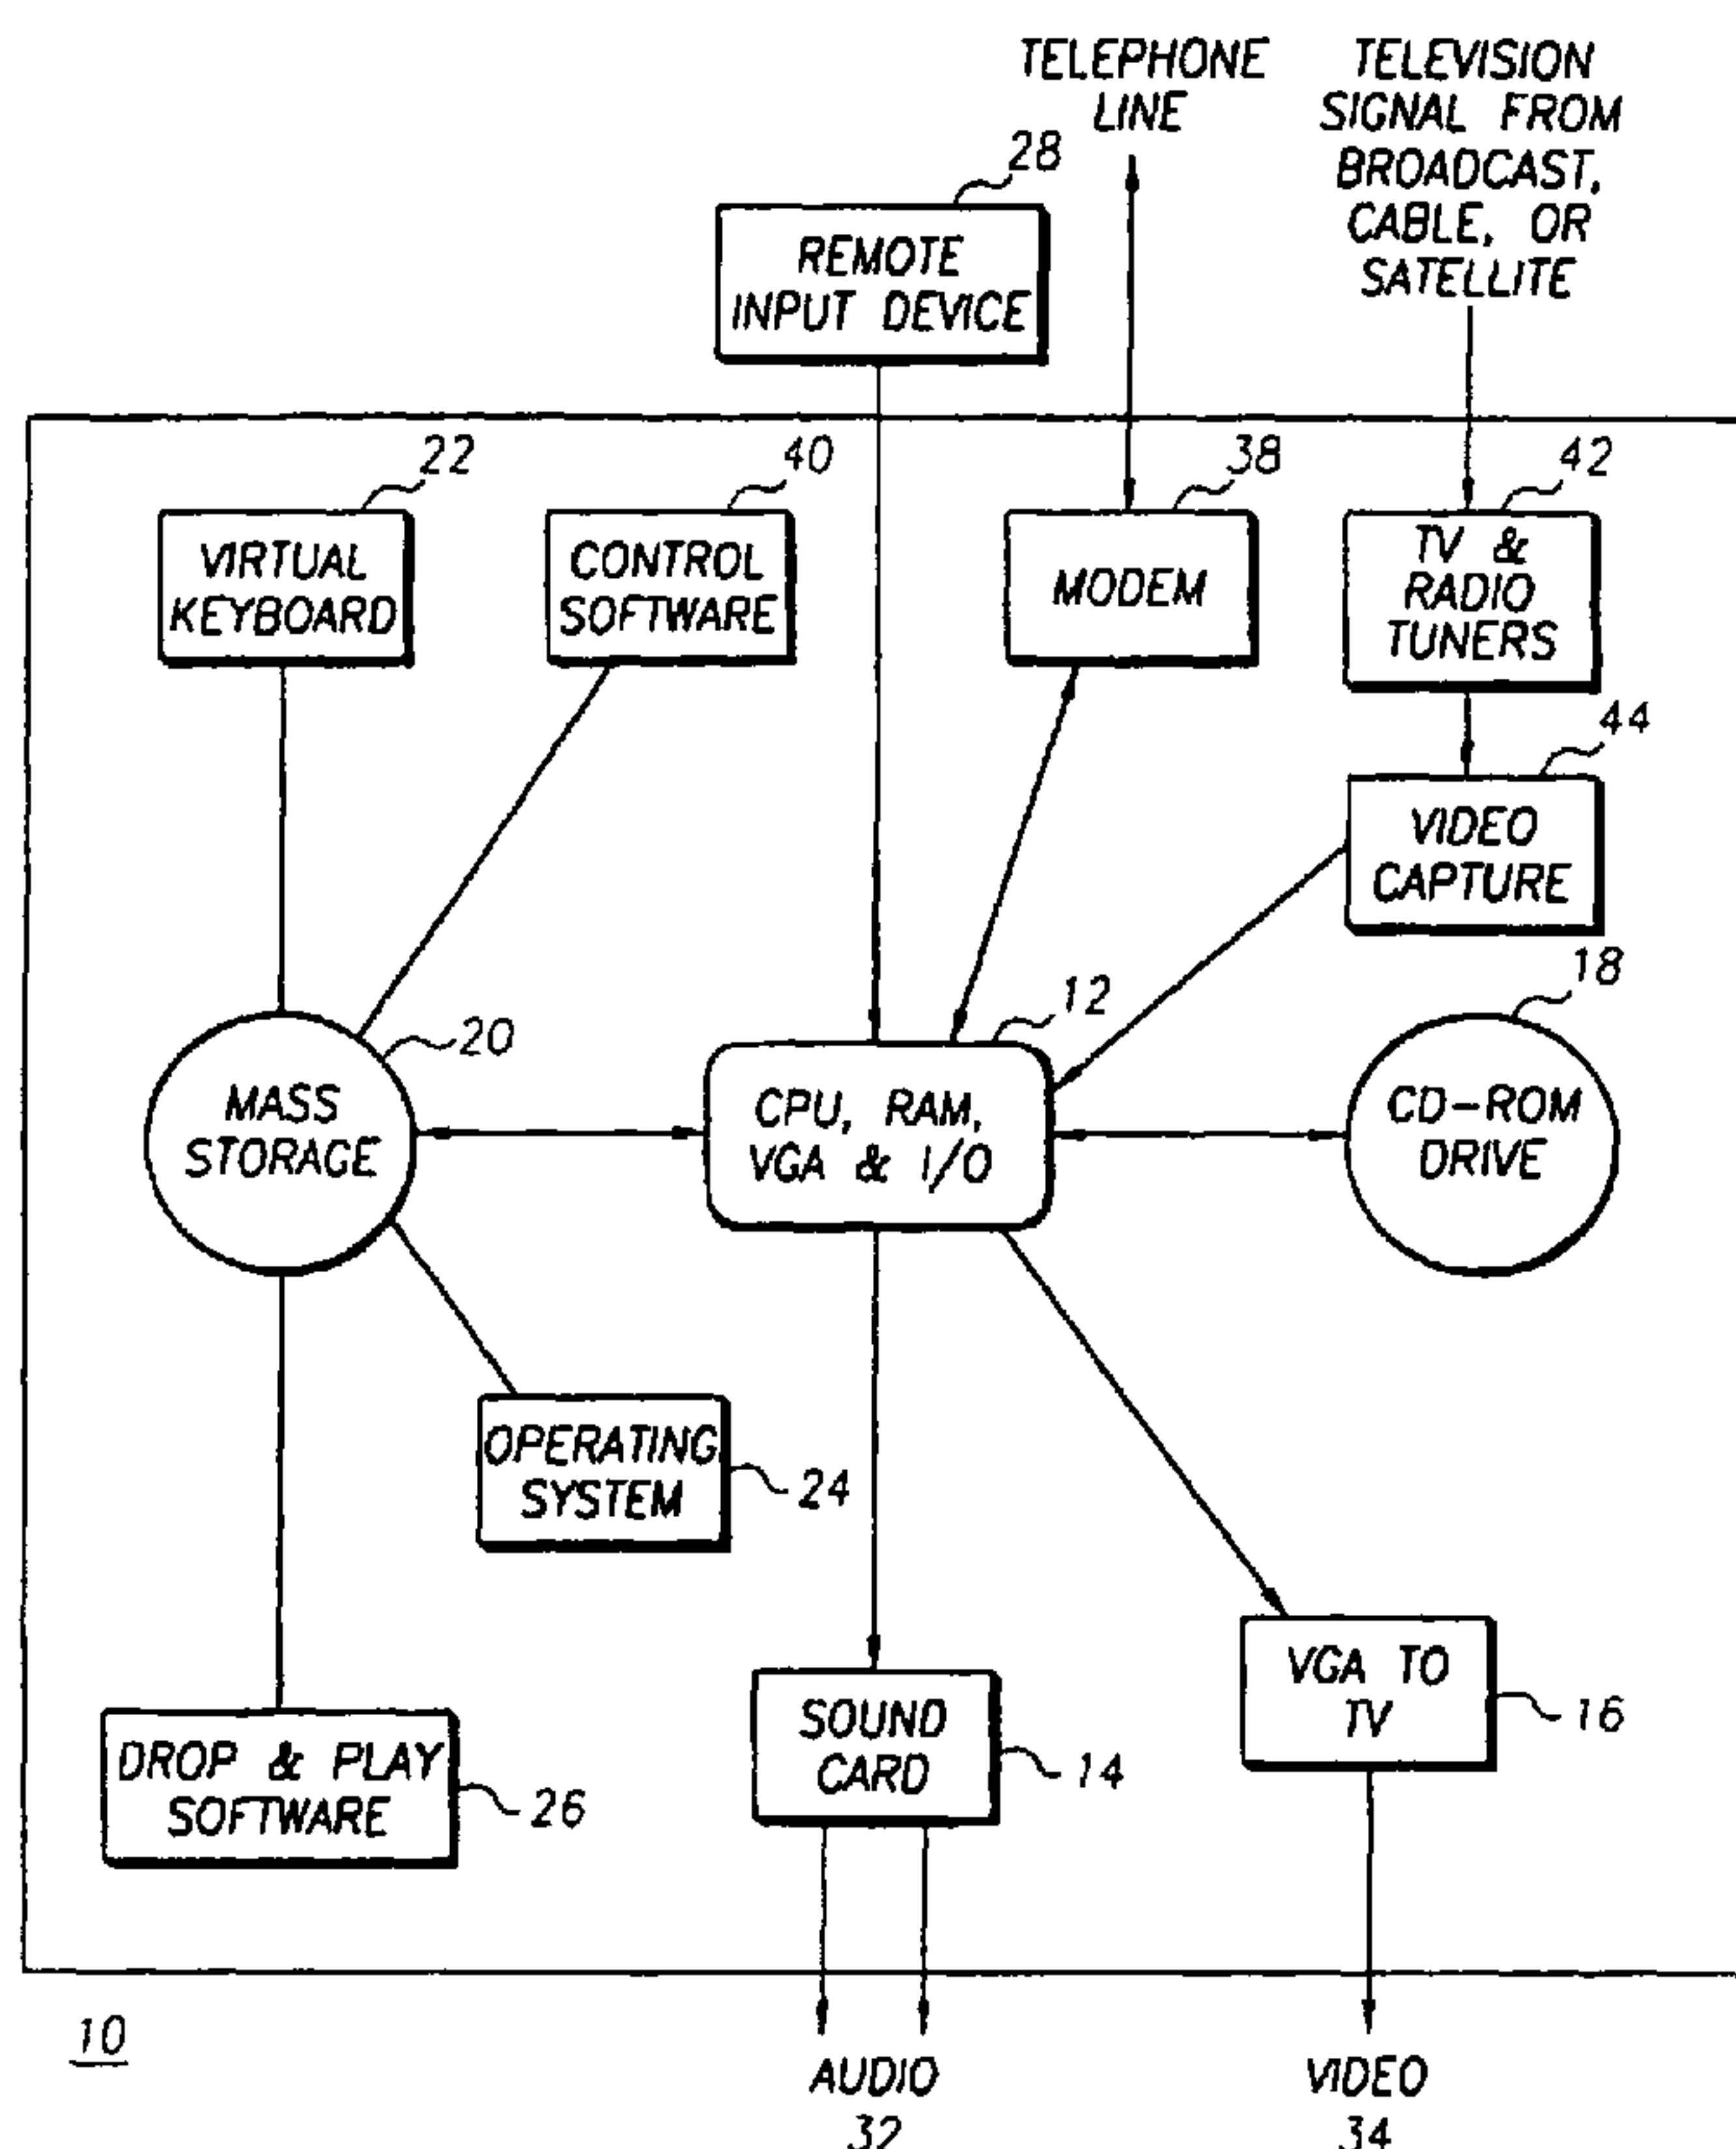 TELEPHONE
LINE
TELEVISION
SIGNAL FROM
BROADCAST,
CABLE, OR
SATELLITE
28
REMOTE
INPUT DEVICE
22
40
38
42
VIRTUAL
KEYBOARD
CONTROL
SOFTWARE
MODEM
TV &
RADIO
TUNERS
44
VIDEO
CAPTURE
18
12
20
MASS
STORAGE
CPU, RAM,
VGA & I/O
CD-ROM
DRIVE
OPERATING
SYSTEM
24
VGA TO
TV
16
SOUND
CARD
14
DROP & PLAY
SOFTWARE
26
10
AUDIO
32
VIDEO
34